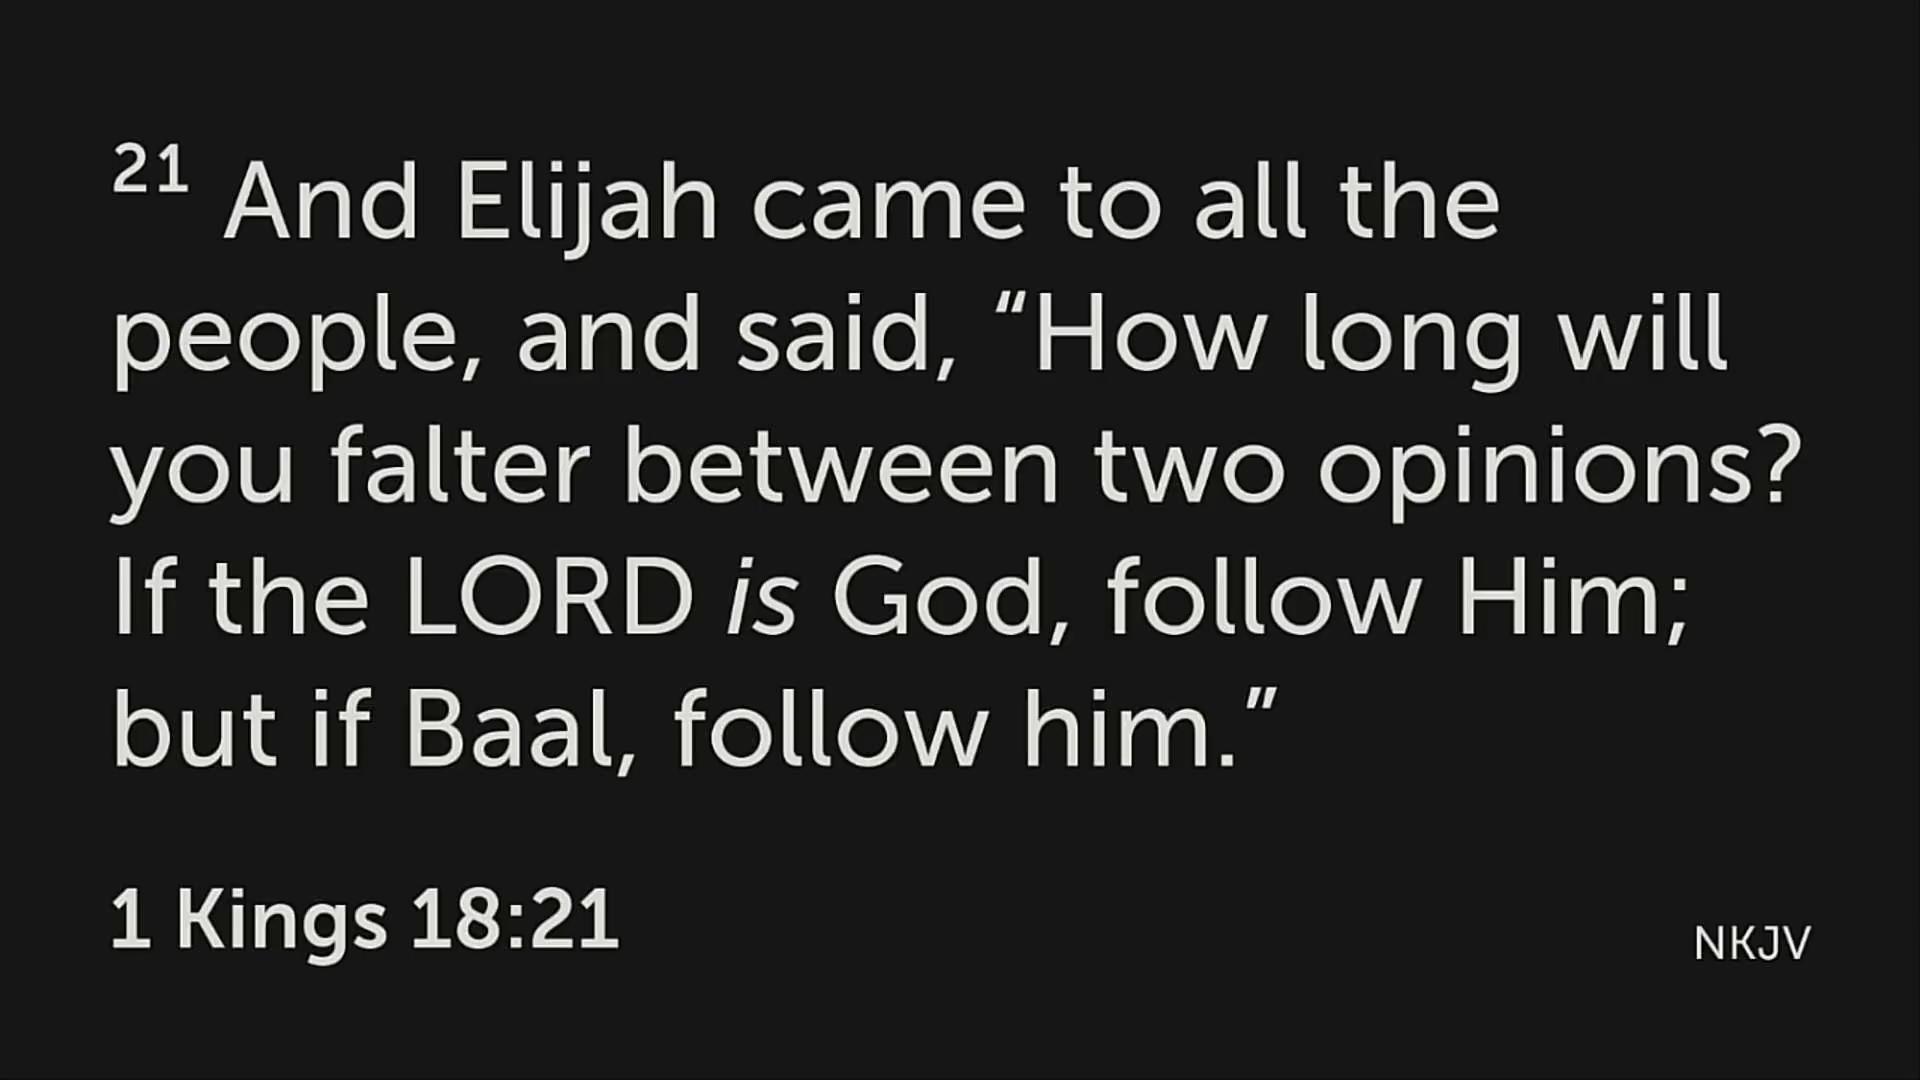 21 And Elijah came to all the
people, and said, “How long will
you falter between two opinions?
If the LORD is God, follow Him;
but if Baal, follow him.”
1 Kings 18:21
NKJV